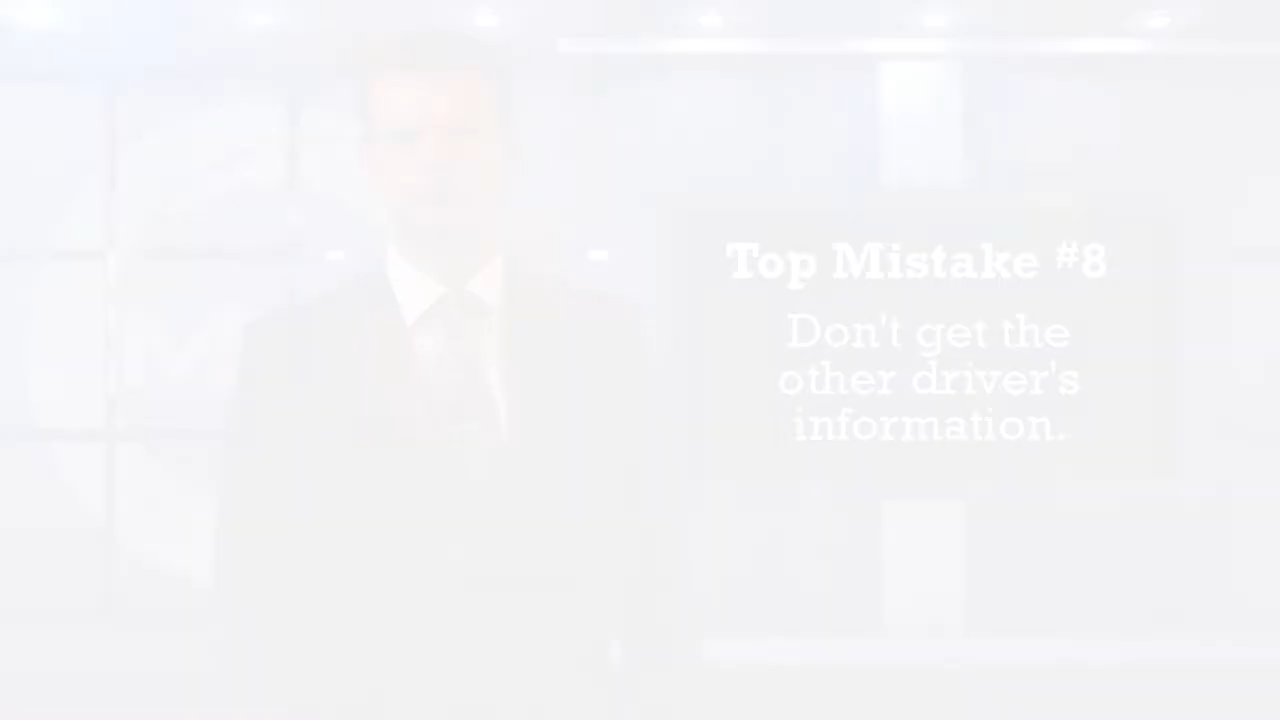 Top Mistake #8
Don't get the
other driver's
information.